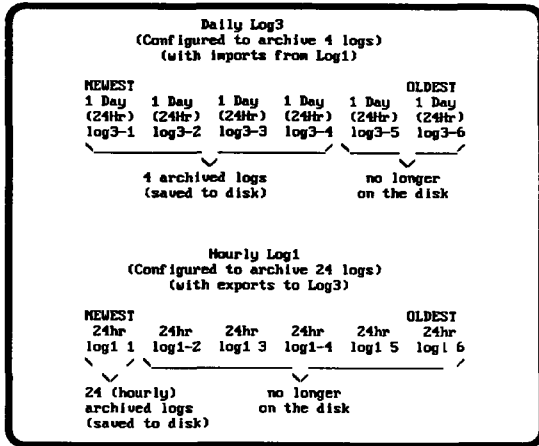 Daily Log3
(Configured to archive 4 logs)
(with imports from Log1)
NEWEST OLDEST
1 Day 1 Day 1 Day 1 Day 1 Day 1 Day
(24Hr) (24Hr) (24Hr) (24Hr) (24Hr) (24Hr)
log3-1 log3-2 log3-3 log3-4 log3-5 log3-6
4 archived logs no longer
(saved to disk) on the disk
Hourly Log1
(Configured to archive 24 logs)
(with exports to Log3)
NEWEST OLDEST
24hr 24hr 24hr 24hr 24hr 24hr
log1 1 log1-2 log1 3 log1-4 log1 5 log1 6
24 (hourly) no longer
archived logs on the disk
(saved to disk)